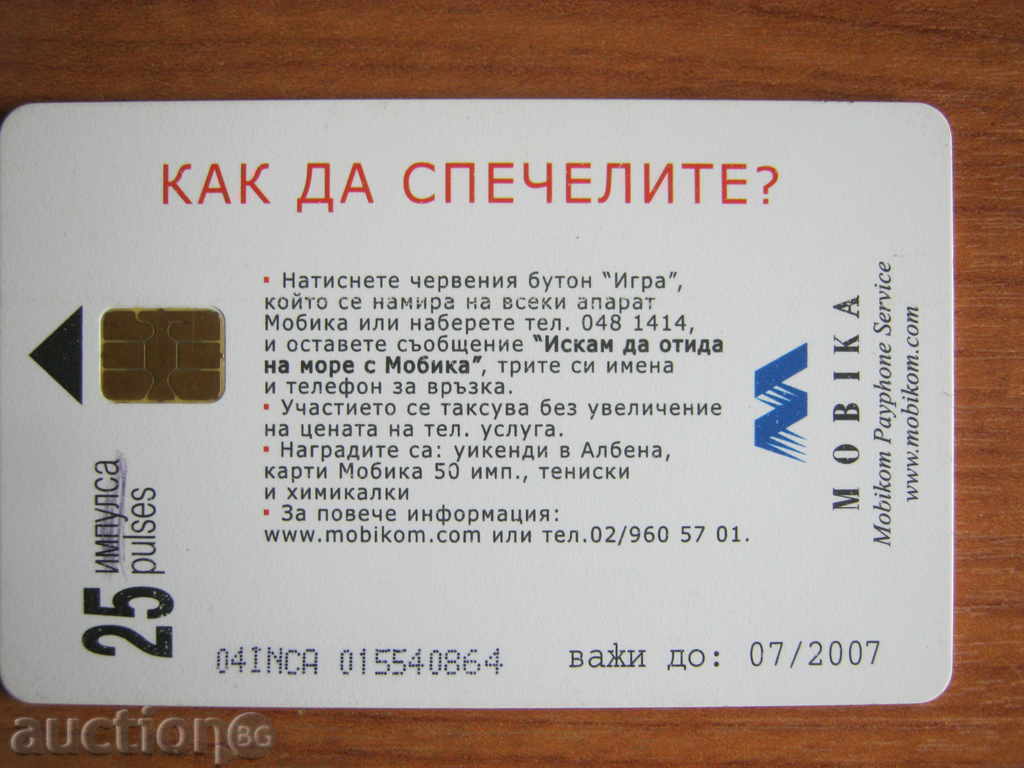 КАК ДА СПЕЧЕЛИТЕ?
▪ Натиснете червения бутон “Игра”,
който се намира на всеки апарат
Мобика или наберете тел. 048 1414,
и оставете съобщение “Искам да отида
на море с Мобика”, трите си имена
и телефон за връзка.
▪ Участието се таксува без увеличение
на цената на тел. услуга.
▪ Наградите са: уикенди в Албена,
карти Мобика 50 имп., тениски
и химикалки
▪ За повече информация:
www.mobikom.com или тел.02/960 57 01.
25 импулса
pulses
МОВІКА
Mobikom Payphone Service
www.mobikom.com
04INCA 015540864
важи до: 07/2007
auction BG